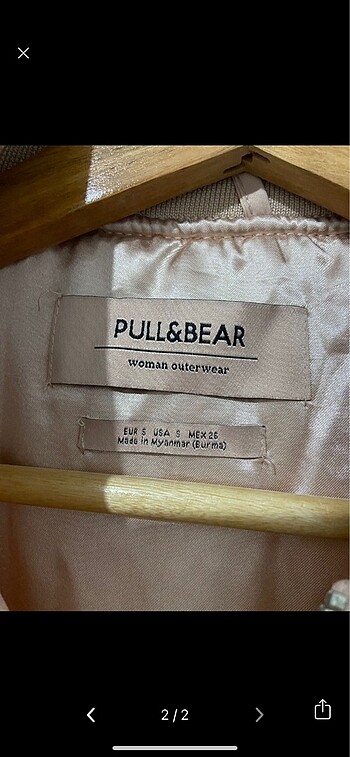 PULL&BEAR
woman outerwear
EUR S USA S MEX 26
Made in Myanmar (Burma)
2/2